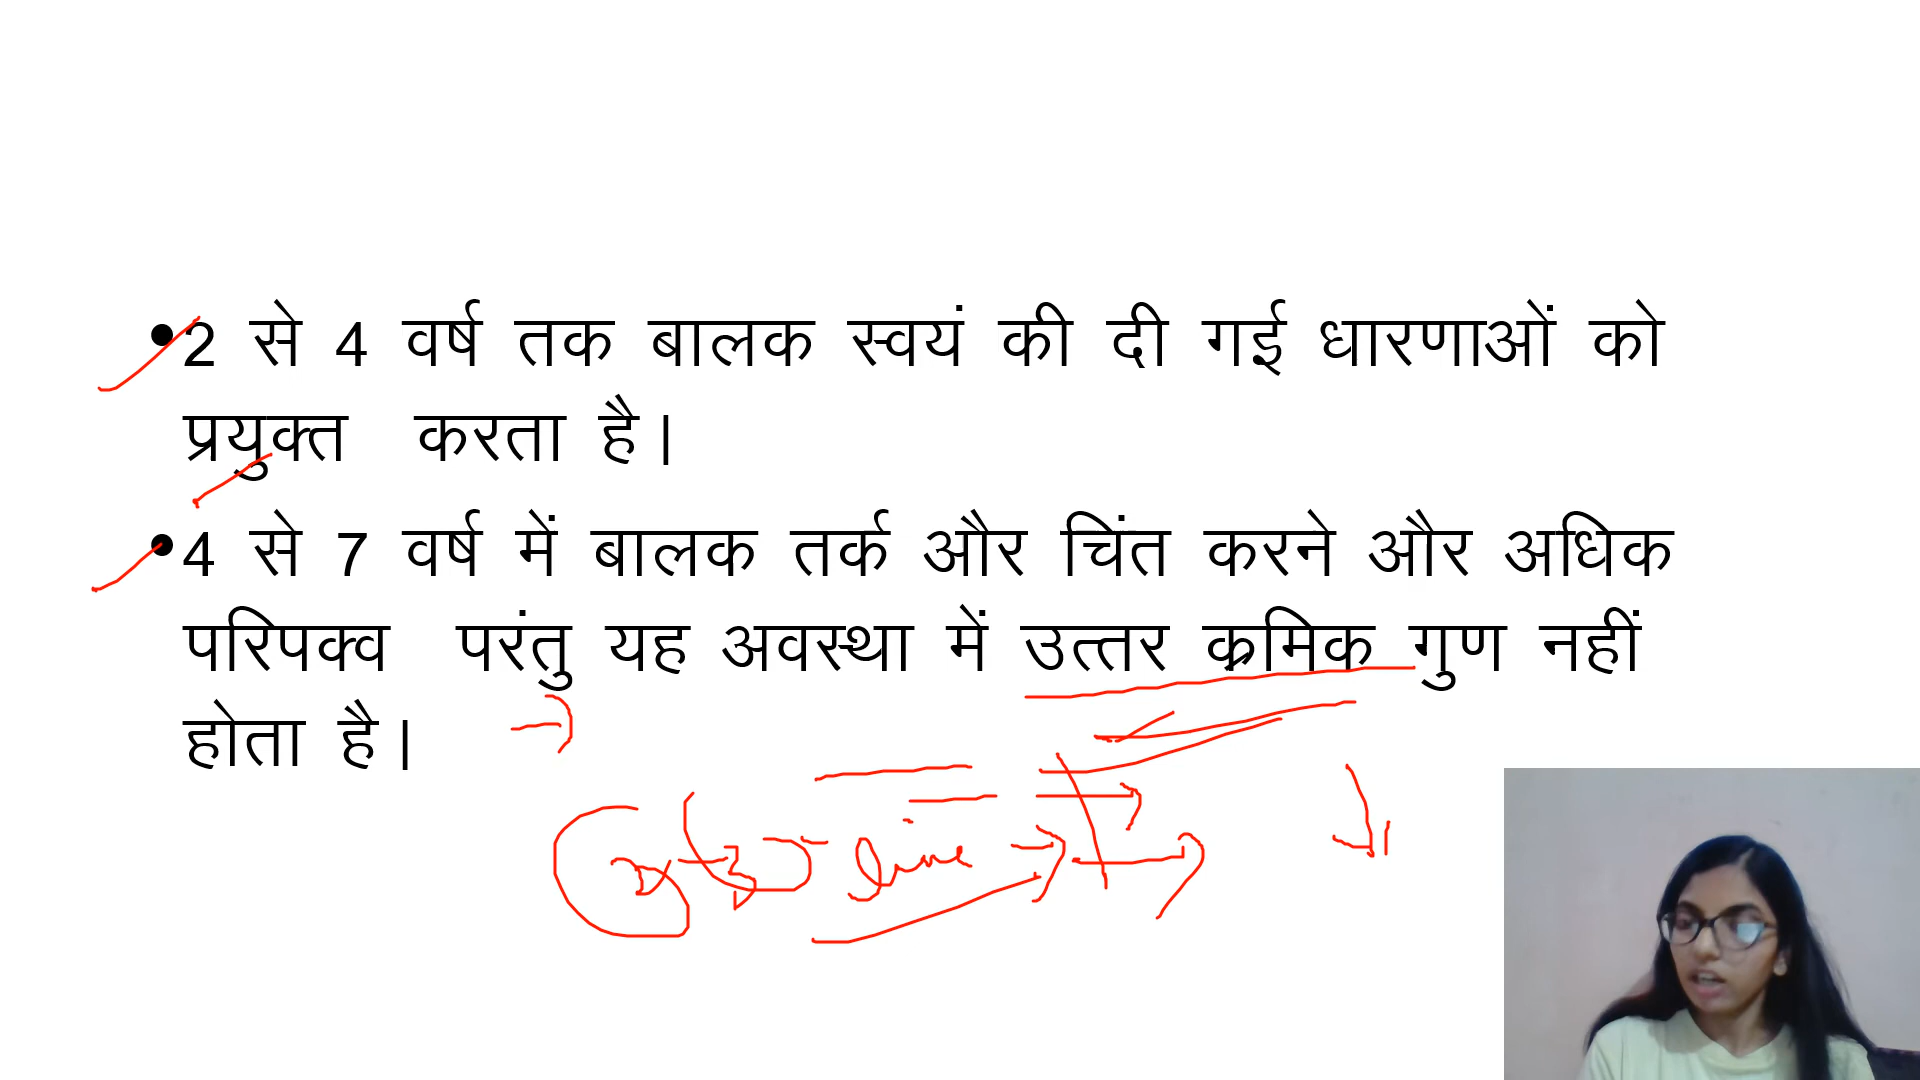 •2 से 4 वर्ष तक बालक स्वयं की दी गई धारणाओं को
प्रयुक्त करता है।
•4 से 7 वर्ष में बालक तर्क और चिंत करने और अधिक
परिपक्व परंतु यह अवस्था में उत्तर क्रमिक गुण नहीं
होता है।
line